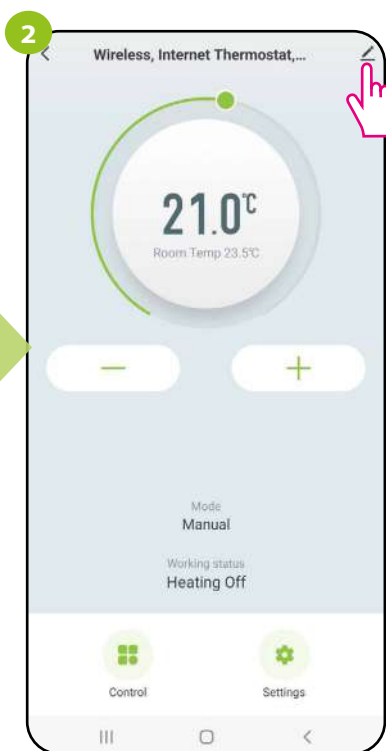 2
Wireless, Internet Thermostat,...
21.0℃
Room Temp 23.5℃
Mode
Manual
Working status
Heating Off
Control
Settings